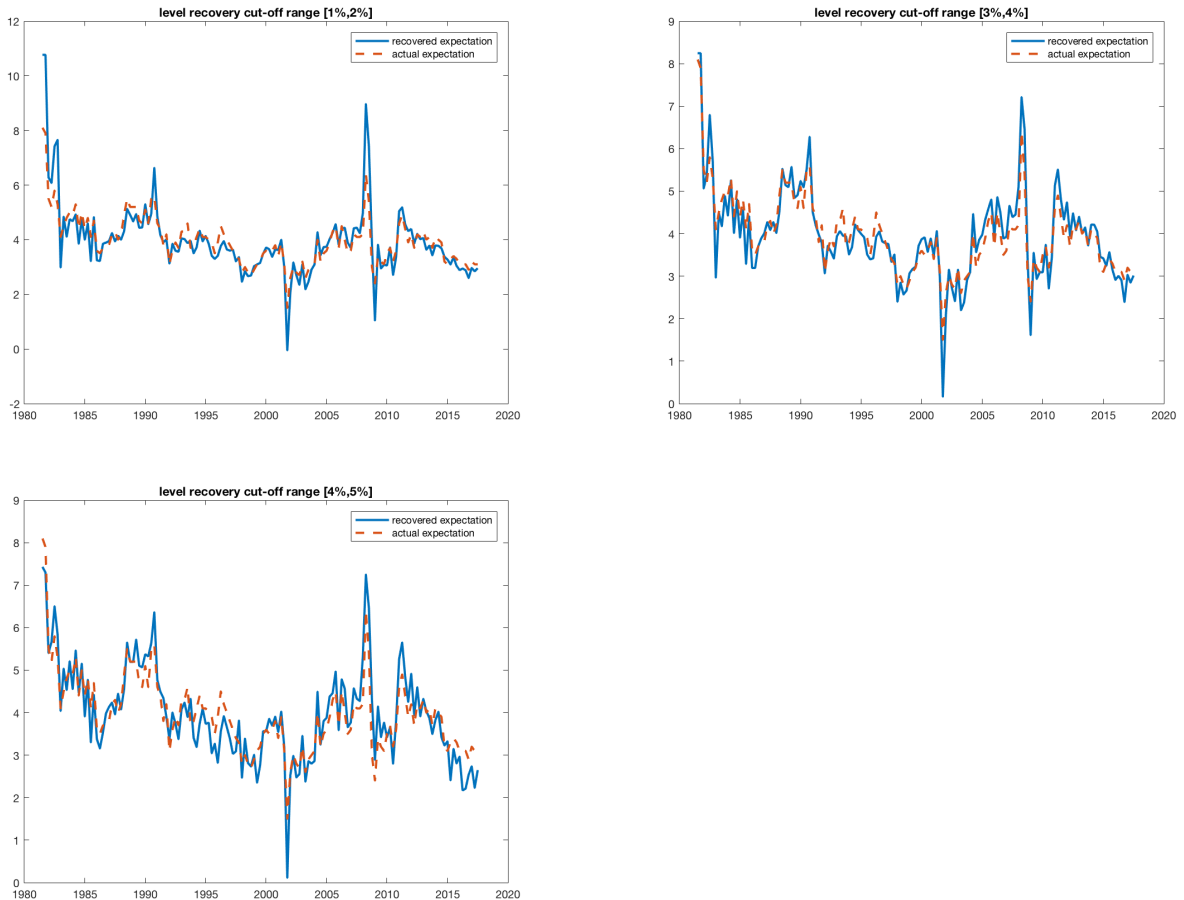 level recovery cut-off range [1%,2%]
12
10
8
6
4
2
0
-2
1980 1985 1990 1995 2000 2005 2010 2015 2020
recovered expectation
actual expectation
level recovery cut-off range [3%,4%]
9
8
7
6
5
4
3
2
1
0
1980 1985 1990 1995 2000 2005 2010 2015 2020
recovered expectation
actual expectation
level recovery cut-off range [4%,5%]
9
8
7
6
5
4
3
2
1
0
1980 1985 1990 1995 2000 2005 2010 2015 2020
recovered expectation
actual expectation